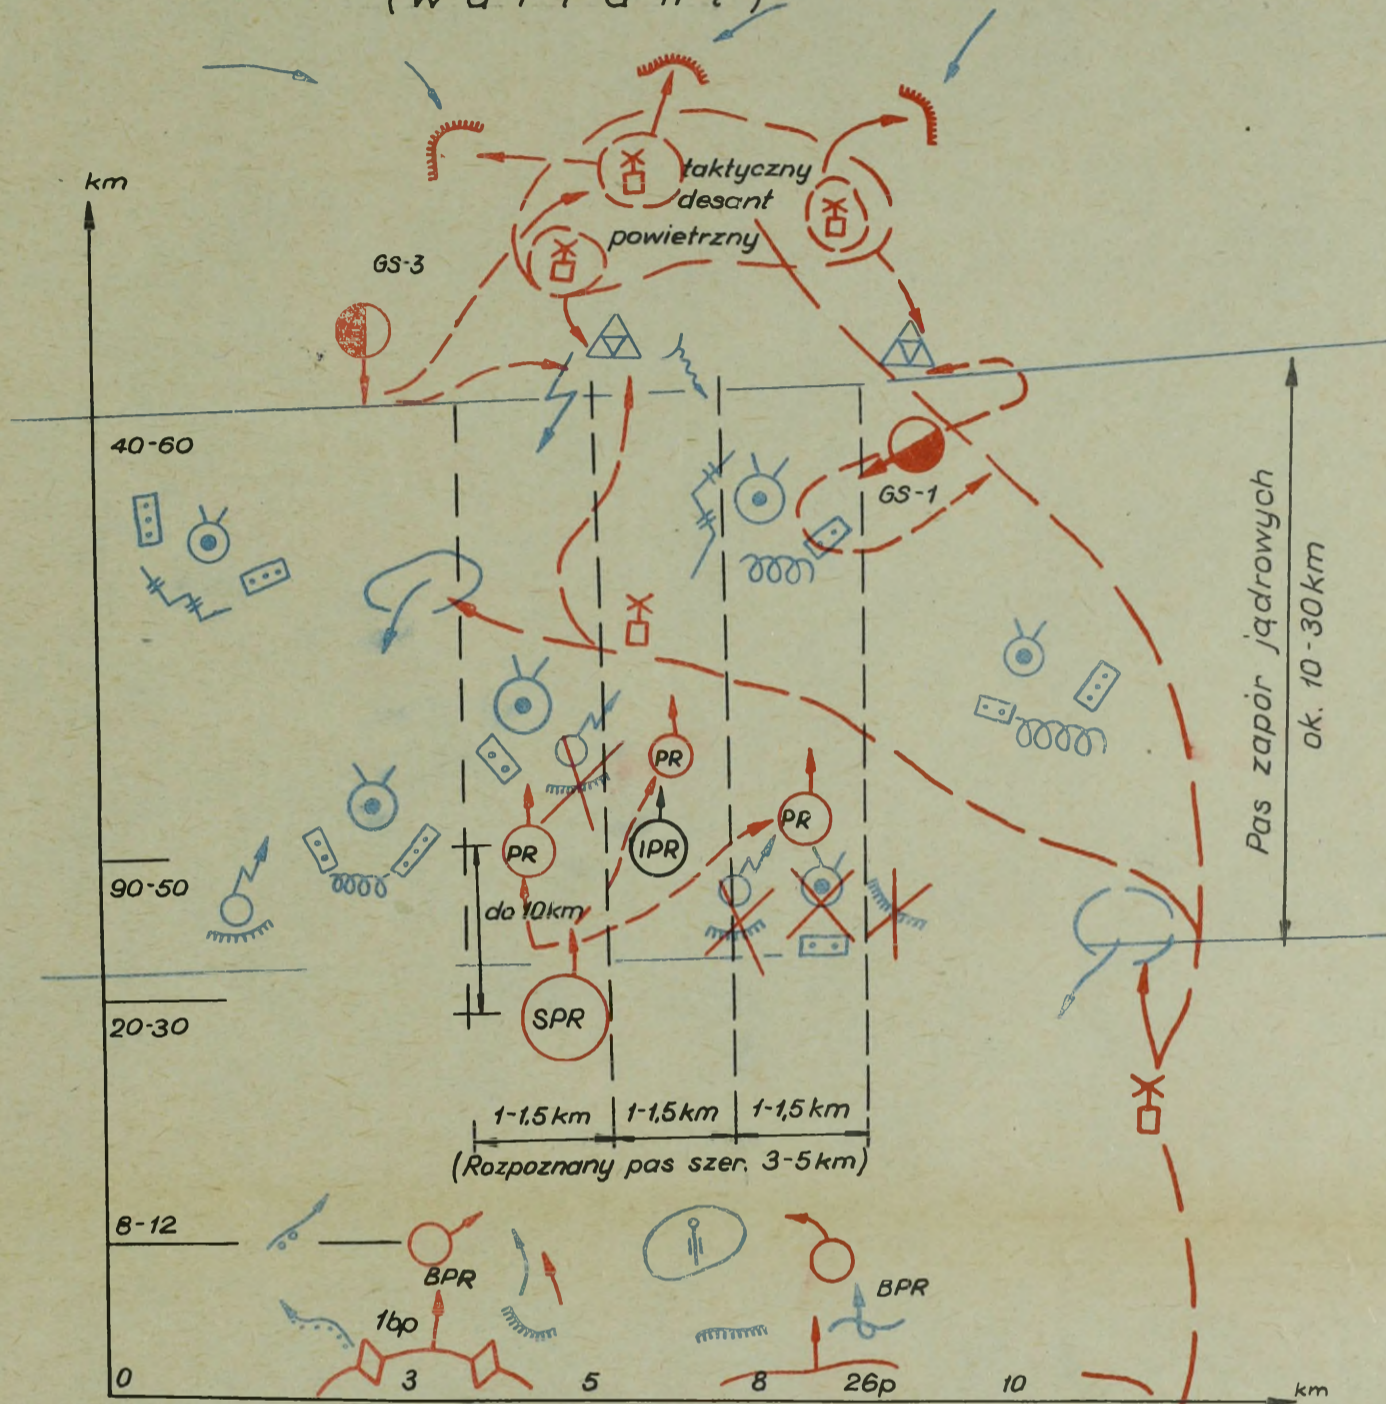 (wariant)
km
taktyczny
desant
powietrzny
GS-3
40-60
GS-1
Pas zapór jądrowych
ok. 10-30km
PR
PR
PR
IPR
90-50
do 10km
SPR
20-30
1-1,5km 1-1,5km 1-1,5km
(Rozpoznany pas szer. 3-5km)
8-12
BPR
BPR
1bp
0 3 5 8 26p 10 km